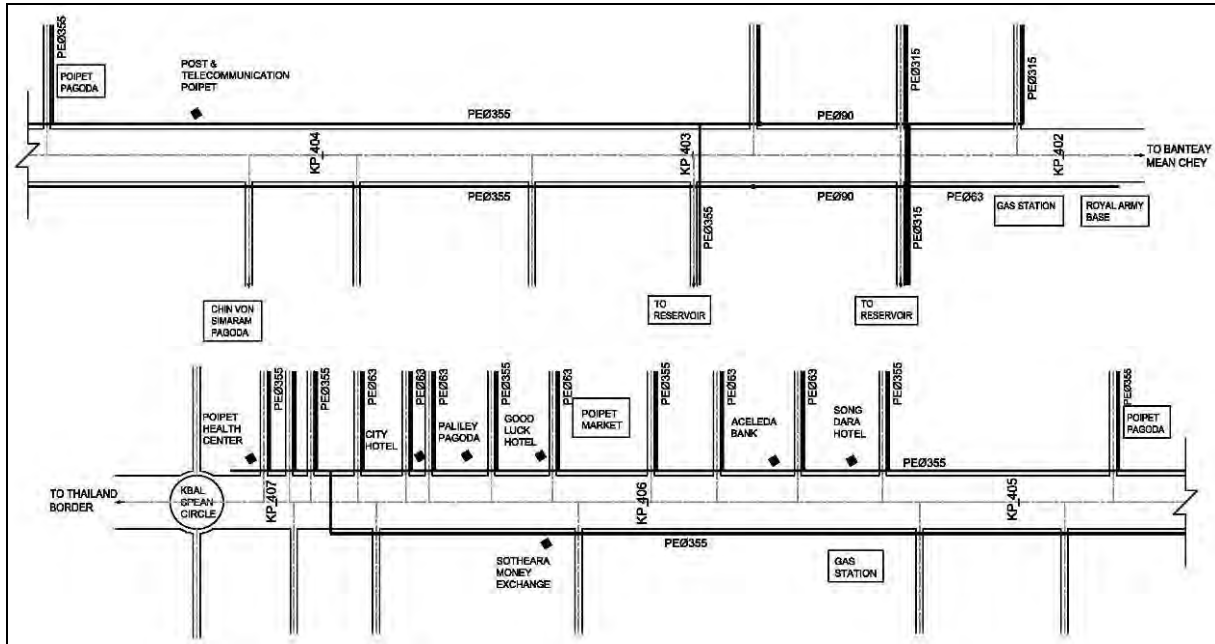 PEØ355
POIPET
PAGODA
POST &
TELECOMMUNICATION
POIPET
PEØ355
PEØ90
PEØ315
PEØ315
KP 404
KP 403
KP 402
TO BANTEAY
MEAN CHEY
PEØ355
PEØ355
PEØ90
PEØ315
PEØ63
GAS STATION
ROYAL ARMY
BASE
CHIN VON
SIMARAM
PAGODA
TO
RESERVOIR
TO
RESERVOIR
POIPET
HEALTH
CENTER
PEØ355
PEØ355
PEØ63
CITY
HOTEL
PEØ63
PEØ63
PALILEY
PAGODA
PEØ355
GOOD
LUCK
HOTEL
PEØ63
POIPET
MARKET
PEØ355
PEØ63
ACELEDA
BANK
PEØ63
SONG
DARA
HOTEL
PEØ355
PEØ355
PEØ355
POIPET
PAGODA
TO THAILAND
BORDER
KBAL
SPEAN
CIRCLE
KP 407
KP 406
KP 405
PEØ355
SOTHEARA
MONEY
EXCHANGE
GAS
STATION